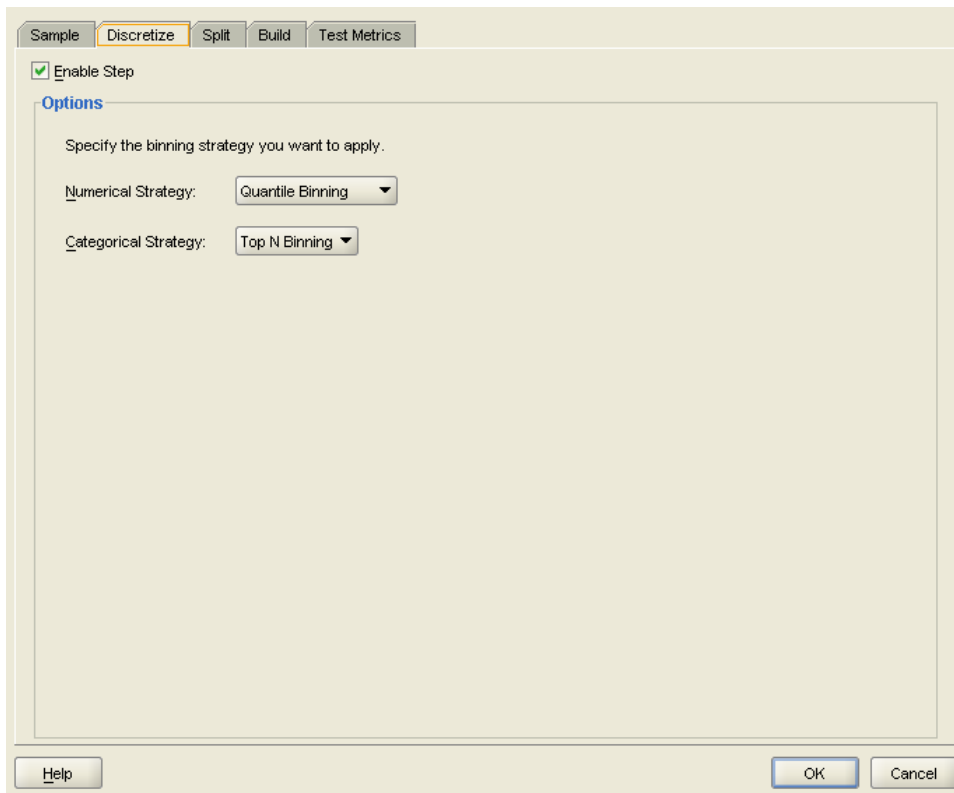 Sample Discretize Split Build Test Metrics
Enable Step
Options
Specify the binning strategy you want to apply.
Numerical Strategy: Quantile Binning
Categorical Strategy: Top N Binning
Help OK Cancel